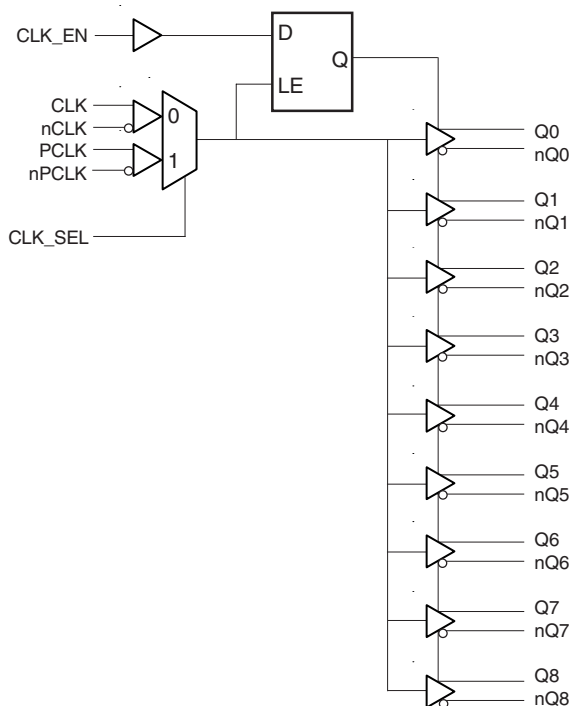 CLK_EN
D
Q
LE
CLK
nCLK
PCLK
nPCLK
0
1
CLK_SEL
Q0
nQ0
Q1
nQ1
Q2
nQ2
Q3
nQ3
Q4
nQ4
Q5
nQ5
Q6
nQ6
Q7
nQ7
Q8
nQ8